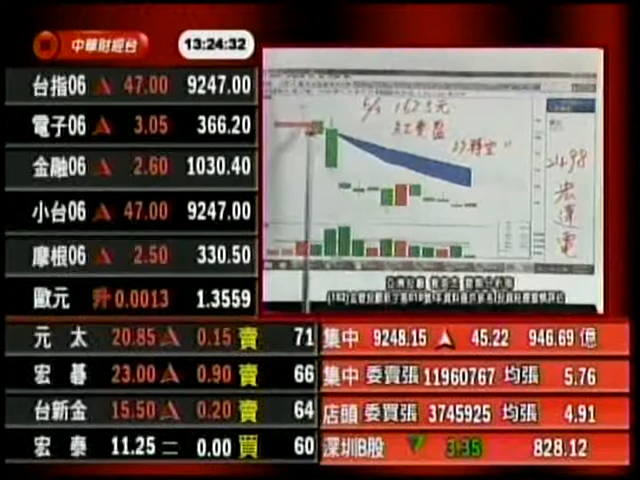 中華財經台
13:24:32
台指06 47.00 9247.00
電子06 3.05 366.20
金融06 2.60 1030.40
小台06 47.00 9247.00
摩根06 2.50 330.50
歐元 升0.0013 1.3559
2498
宏達電
元太 20.85 0.15 賣 71
宏碁 23.00 0.90 賣 66
台新金 15.50 0.20 賣 64
宏泰 11.25 0.00 買 60
集中 9248.15 45.22 946.69億
集中 委買張 11960767 均張 5.76
店頭 委買張 3745925 均張 4.91
深圳B股 3.35 828.12